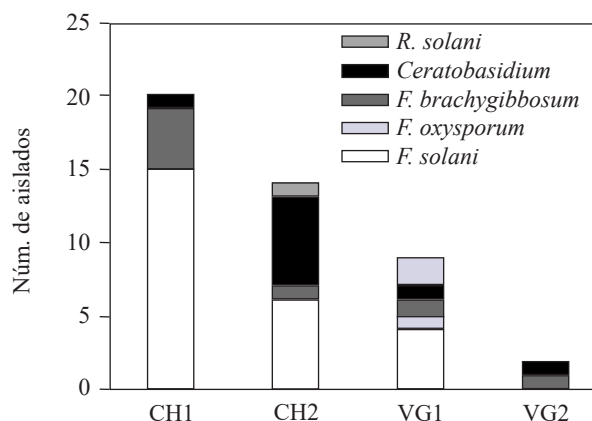 25
20
15
10
5
0
Núm. de aislados
R. solani
Ceratobasidium
F. brachygibbosum
F. oxysporum
F. solani
CH1 CH2 VG1 VG2